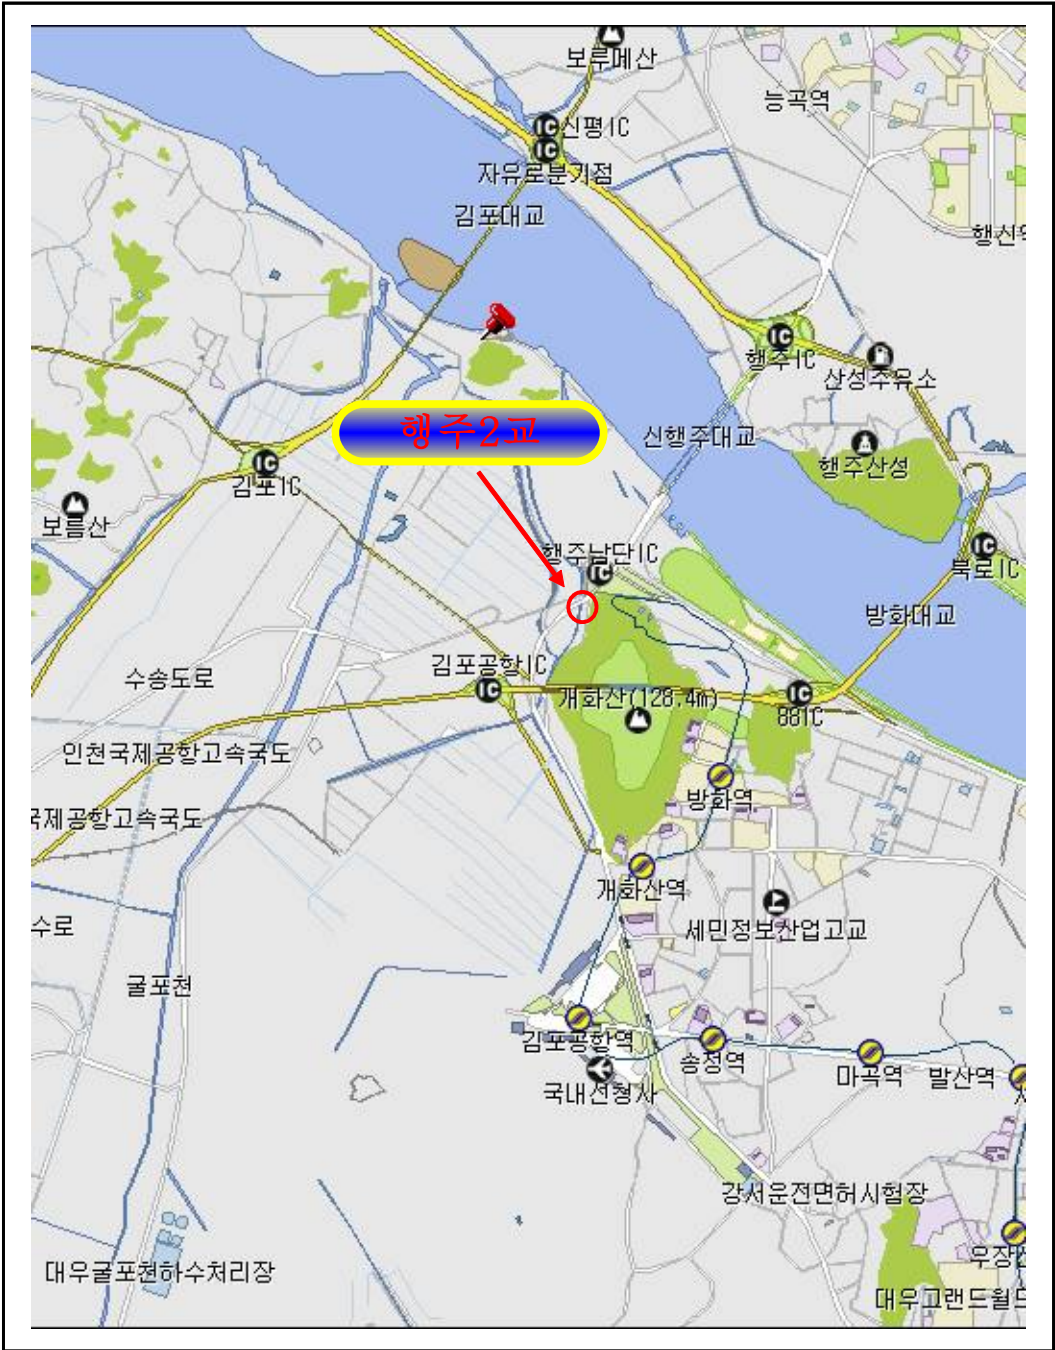 보루메산
능곡역
신평IC
자유로분기점
김포대교
행신역
행주IC
산성주유소
행주2교
신행주대교
행주산성
김포IC
보름산
행주남단IC
북로IC
방화대교
김포공항IC
수송도로
개화산(128.4m)
88IC
인천국제공항고속국도
방화역
국제공항고속국도
개화산역
수로
세민정보산업고교
굴포천
김포공항역
송정역
마곡역
발산역
국내선청사
강서운전면허시험장
우장산
대우굴포천하수처리장
대우그랜드월드